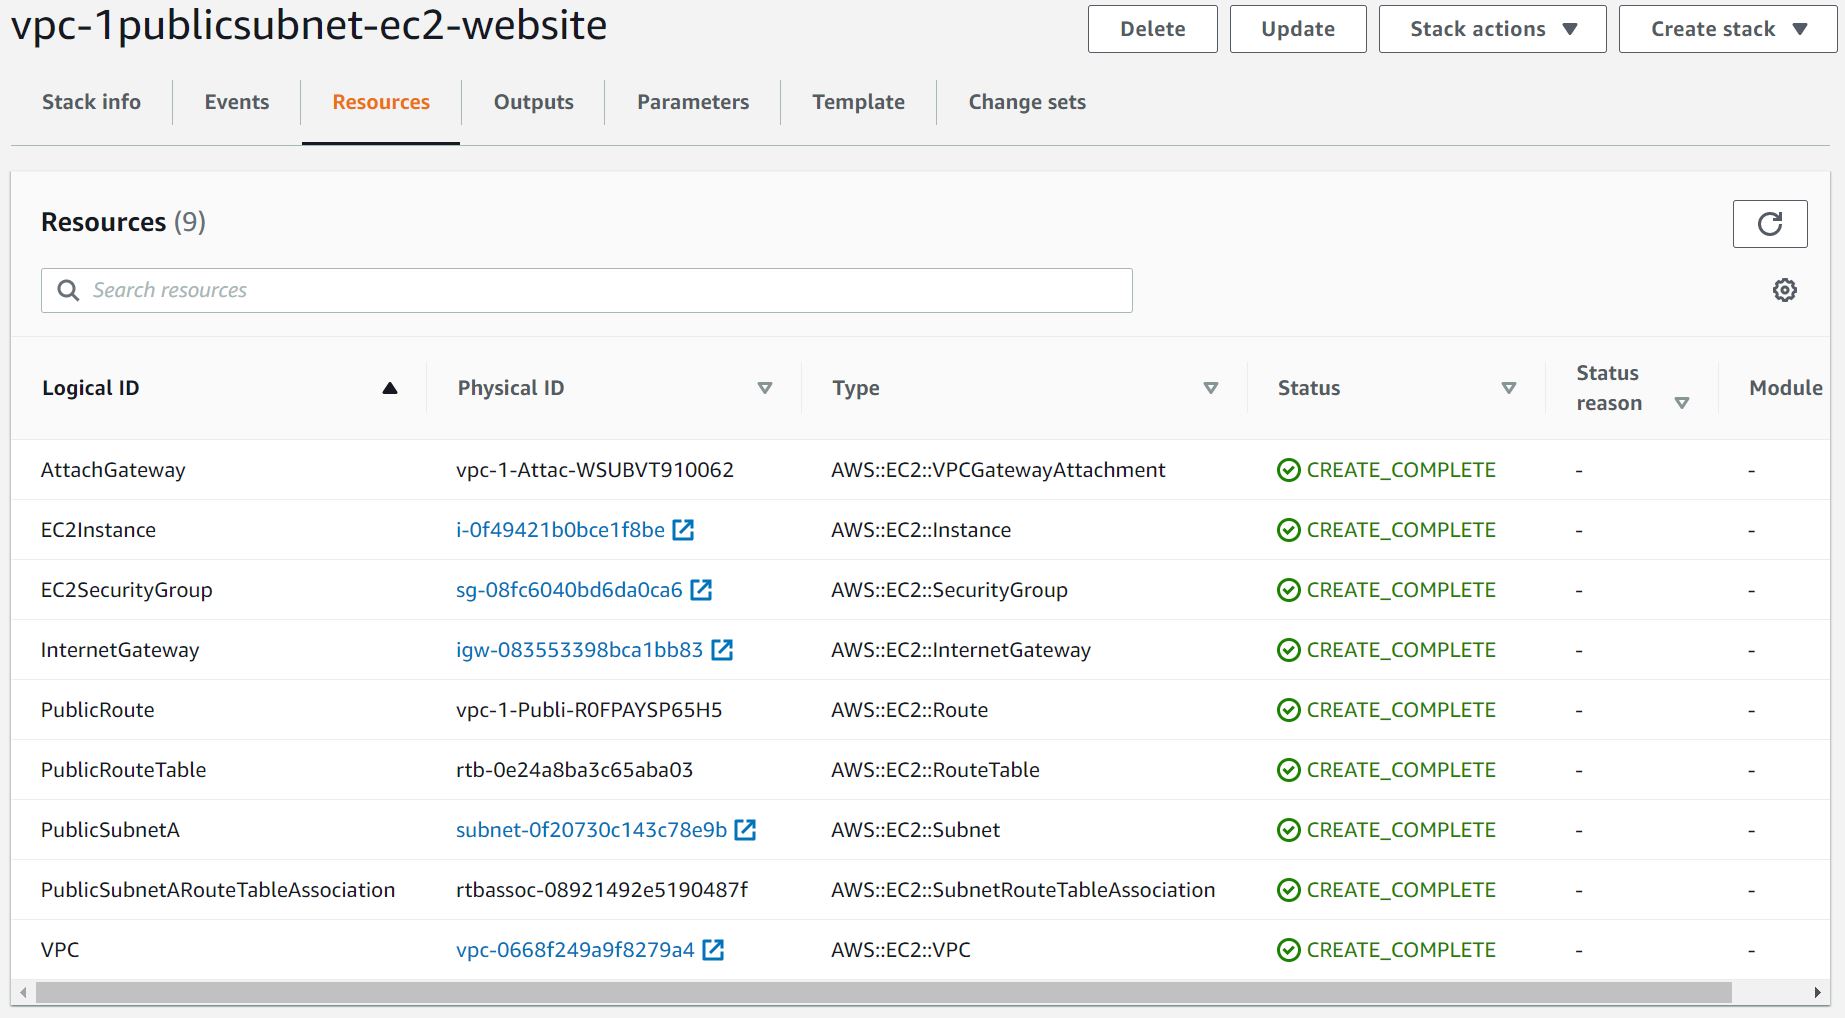 vpc-1publicsubnet-ec2-website
Delete
Update
Stack actions
Create stack
Stack info
Events
Resources
Outputs
Parameters
Template
Change sets
Resources (9)
Search resources
Logical ID
Physical ID
Type
Status
Status reason
Module
AttachGateway vpc-1-Attac-WSUBVT910062 AWS::EC2::VPCGatewayAttachment CREATE_COMPLETE - -
EC2Instance i-0f49421b0bce1f8be AWS::EC2::Instance CREATE_COMPLETE - -
EC2SecurityGroup sg-08fc6040bd6da0ca6 AWS::EC2::SecurityGroup CREATE_COMPLETE - -
InternetGateway igw-083553398bca1bb83 AWS::EC2::InternetGateway CREATE_COMPLETE - -
PublicRoute vpc-1-Publi-R0FPAYSP65H5 AWS::EC2::Route CREATE_COMPLETE - -
PublicRouteTable rtb-0e24a8ba3c65aba03 AWS::EC2::RouteTable CREATE_COMPLETE - -
PublicSubnetA subnet-0f20730c143c78e9b AWS::EC2::Subnet CREATE_COMPLETE - -
PublicSubnetARouteTableAssociation rtbassoc-08921492e5190487f AWS::EC2::SubnetRouteTableAssociation CREATE_COMPLETE - -
VPC vpc-0668f249a9f8279a4 AWS::EC2::VPC CREATE_COMPLETE - -